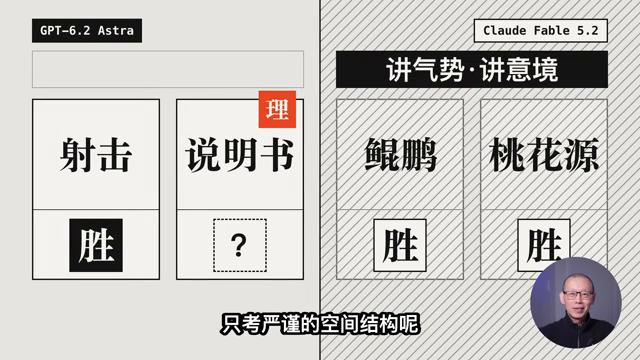 GPT-6.2 Astra
Claude Fable 5.2
讲气势·讲意境
理
射击
说明书
鲲鹏
桃花源
胜
?
胜
胜
只考严谨的空间结构呢